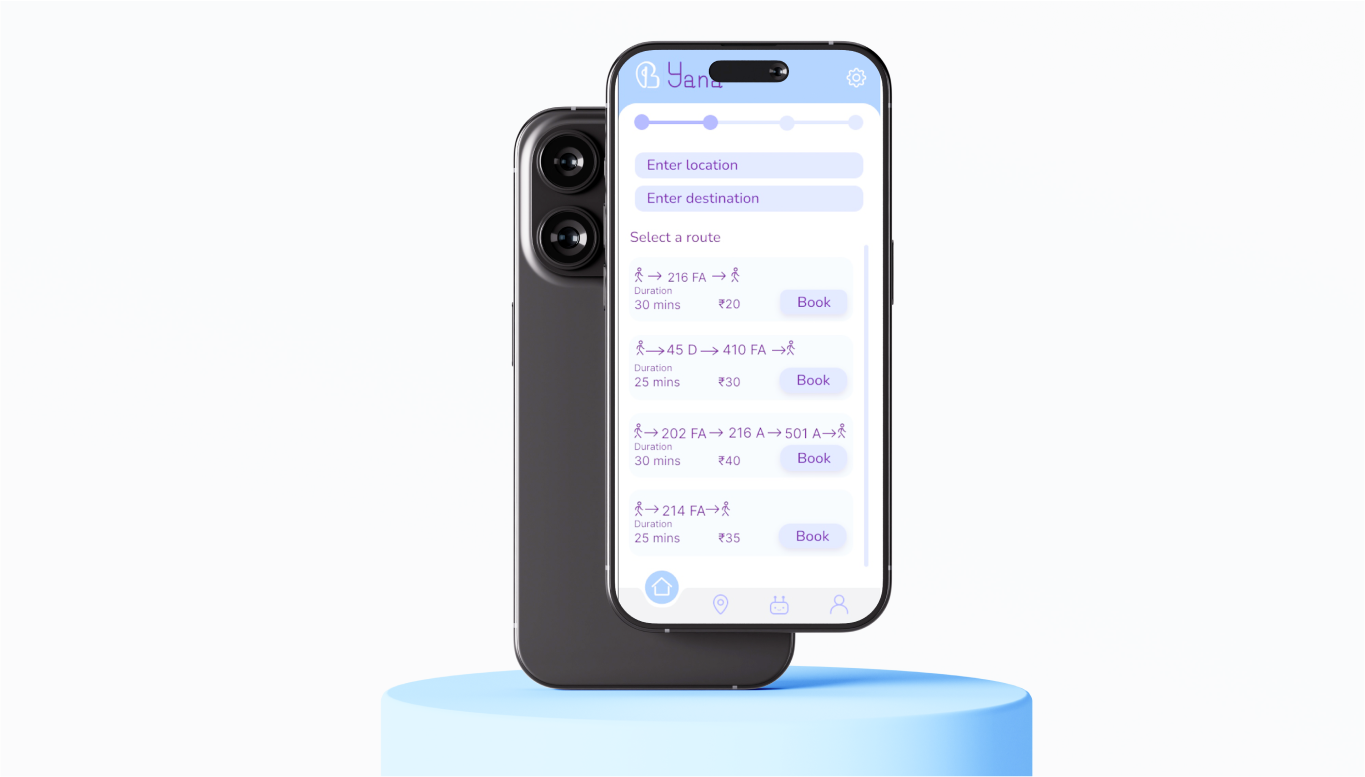 Yana
Enter location
Enter destination
Select a route
216 FA
Duration
30 mins ₹20 Book
45 D 410 FA
Duration
25 mins ₹30 Book
202 FA 216 A 501 A
Duration
30 mins ₹40 Book
214 FA
Duration
25 mins ₹35 Book